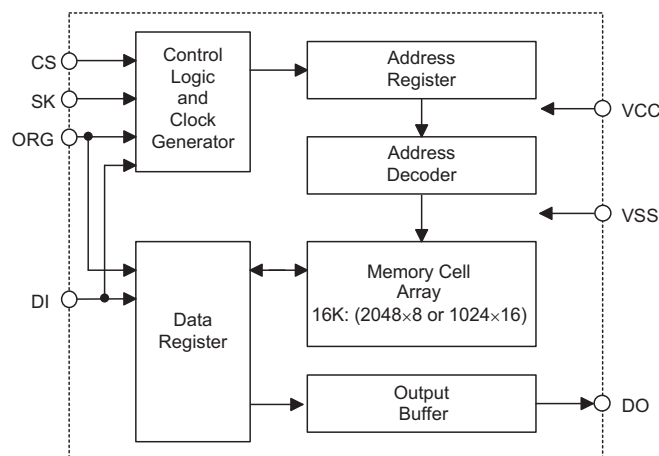 CS
SK
ORG
DI
Control
Logic
and
Clock
Generator
Address
Register
VCC
Address
Decoder
VSS
Data
Register
Memory Cell
Array
16K: (2048×8 or 1024×16)
Output
Buffer
DO